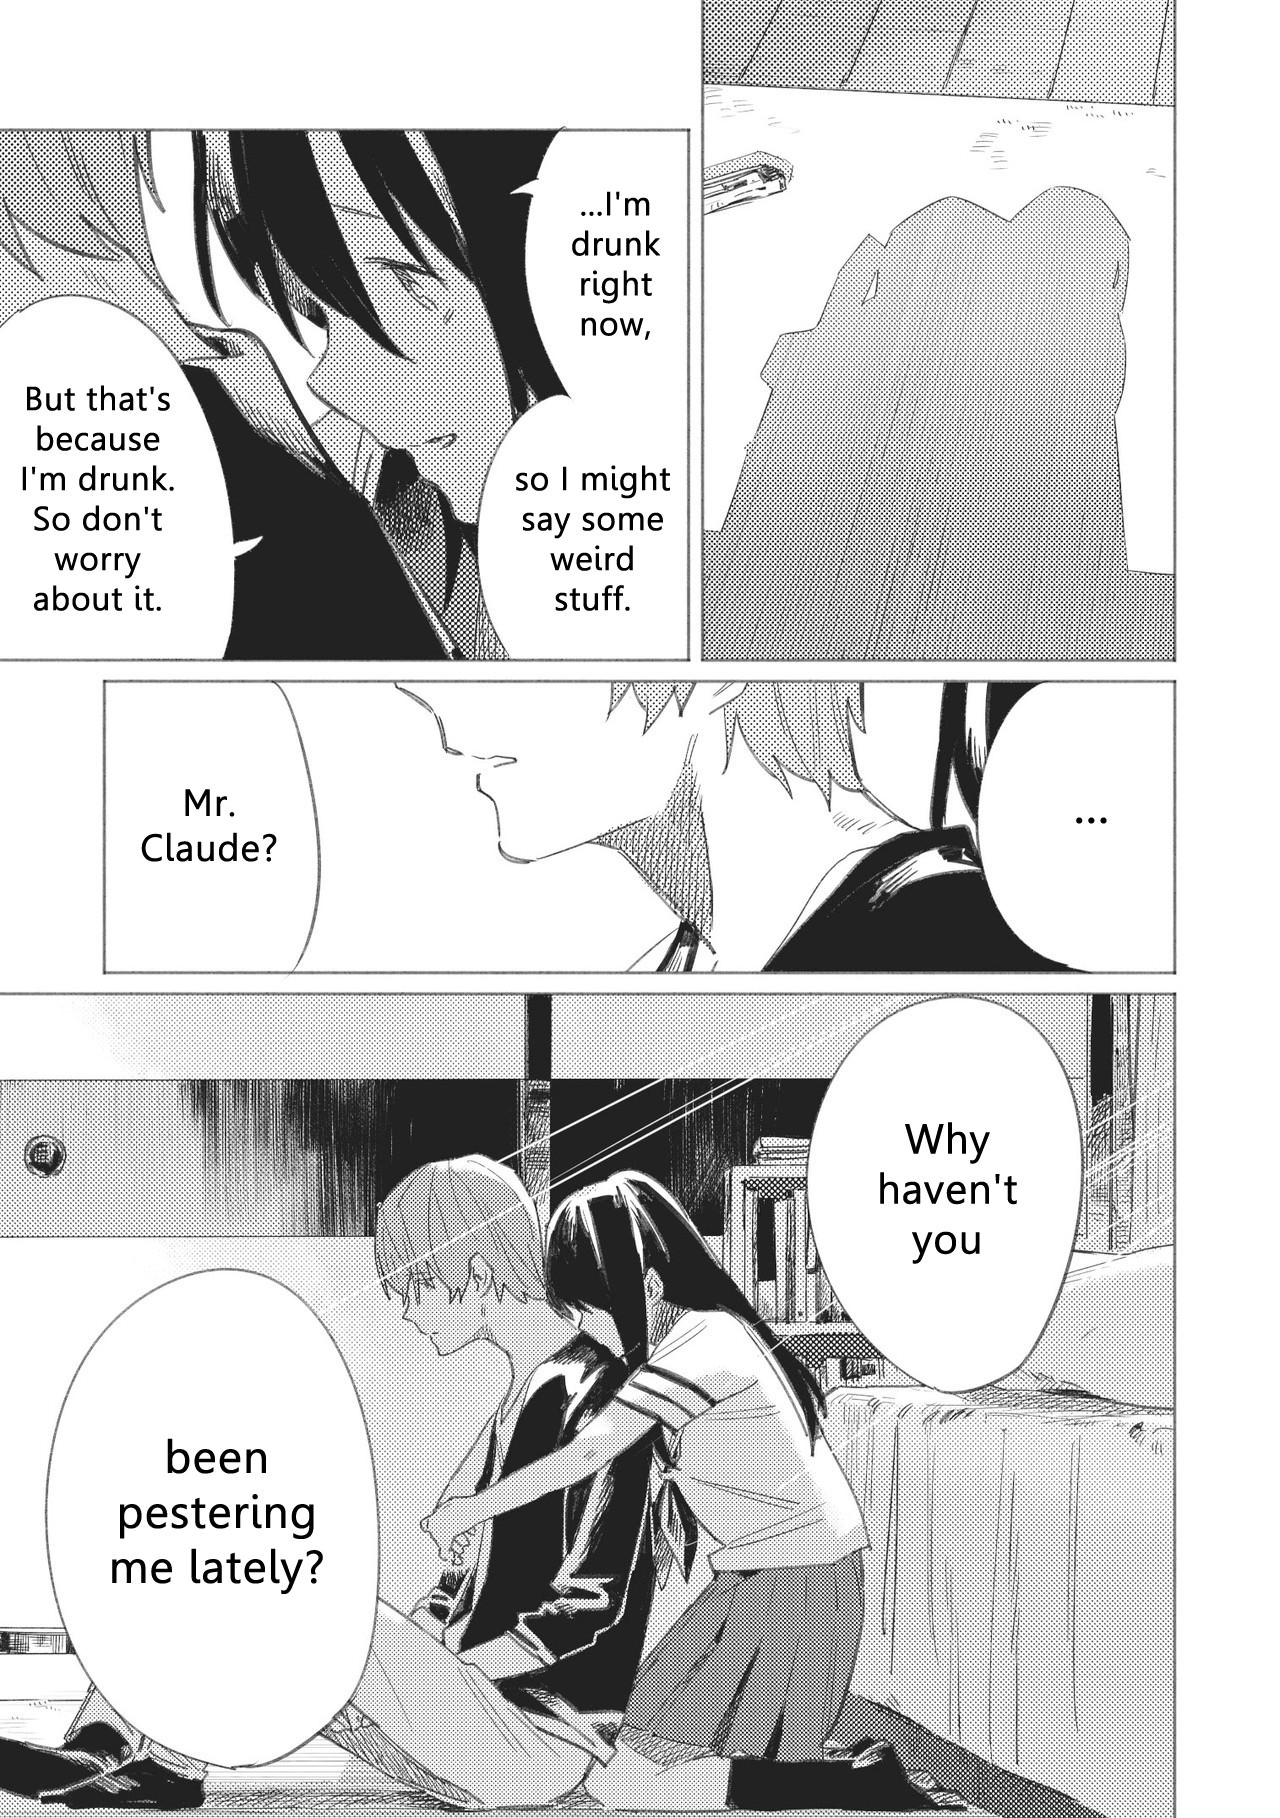 ...I'm
drunk
right
now,
so I might
say some
weird
stuff.
But that's
because
I'm drunk.
So don't
worry
about it.
...
Mr.
Claude?
Why
haven't
you
been
pestering
me lately?